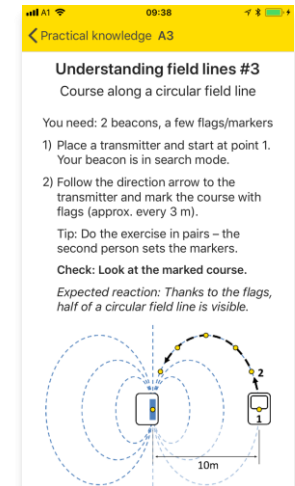 A1 09:38
Practical knowledge A3
Understanding field lines #3
Course along a circular field line
You need: 2 beacons, a few flags/markers
1) Place a transmitter and start at point 1.
Your beacon is in search mode.
2) Follow the direction arrow to the
transmitter and mark the course with
flags (approx. every 3 m).
Tip: Do the exercise in pairs – the
second person sets the markers.
Check: Look at the marked course.
Expected reaction: Thanks to the flags,
half of a circular field line is visible.
2
1
10m